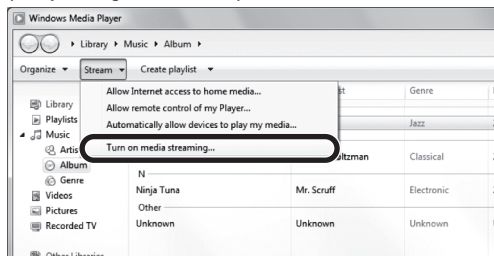 Windows Media Player
Library ▸ Music ▸ Album ▸
Organize ▾ Stream ▾ Create playlist ▾
Allow Internet access to home media...
Allow remote control of my Player...
Automatically allow devices to play my media...
Turn on media streaming...
Genre
Library
Playlists
Jazz
Music
Album
Classical
Genre
N
Videos
Ninja Tuna Mr. Scruff Electronic
Pictures
Other
Recorded TV
Unknown Unknown Unknown